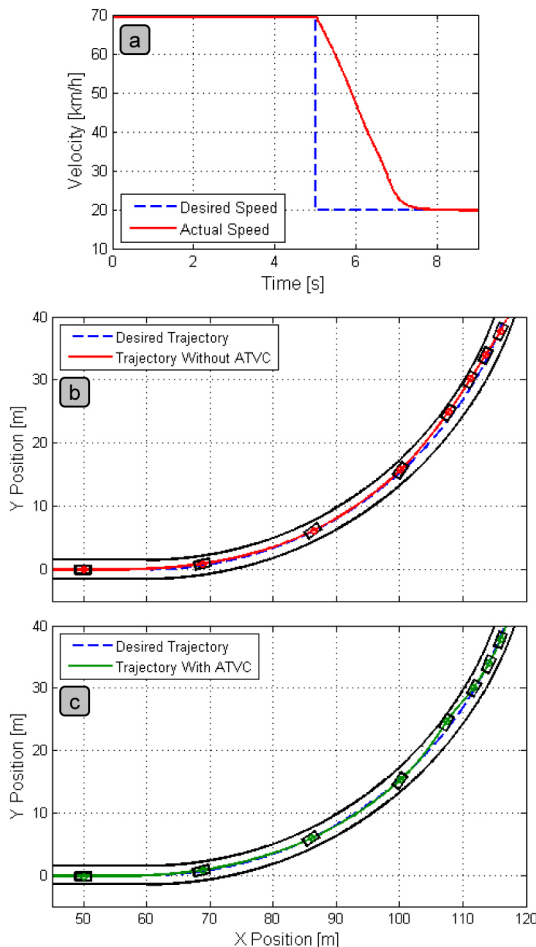 70
a
60
50
40
30
20
10
Velocity [km/h]
Desired Speed
Actual Speed
0 2 4 6 8
Time [s]
40
Desired Trajectory
Trajectory Without ATVC
b
30
20
10
0
Y Position [m]
40
Desired Trajectory
Trajectory With ATVC
c
30
20
10
0
Y Position [m]
50 60 70 80 90 100 110 120
X Position [m]